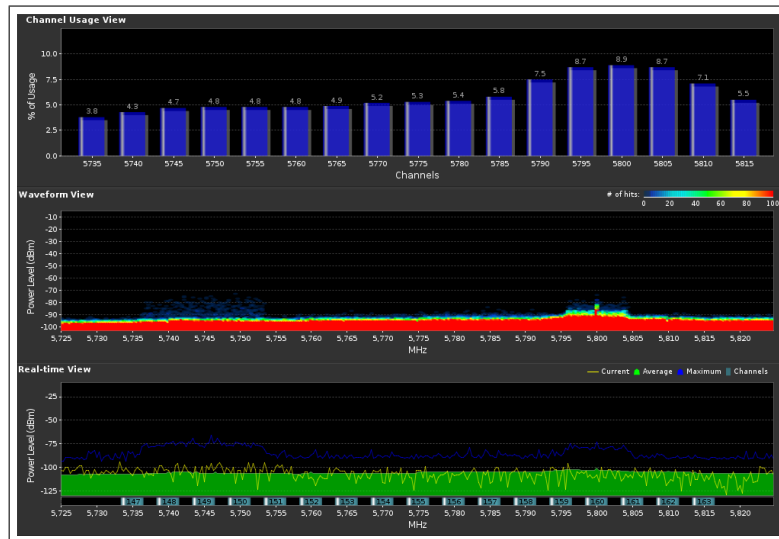 Channel Usage View
% of Usage
10.0
7.5
5.0
2.5
0.0
3.8 4.3 4.7 4.8 4.8 4.8 4.9 5.2 5.3 5.4 5.8 7.5 8.7 8.9 8.7 7.1 5.5
5735 5740 5745 5750 5755 5760 5765 5770 5775 5780 5785 5790 5795 5800 5805 5810 5815
Channels
Waveform View
# of hits:
0 20 40 60 80 100
Power Level (dBm)
-10
-20
-30
-40
-50
-60
-70
-80
-90
-100
5,725 5,730 5,735 5,740 5,745 5,750 5,755 5,760 5,765 5,770 5,775 5,780 5,785 5,790 5,795 5,800 5,805 5,810 5,815 5,820
MHz
Real-time View
Current Average Maximum Channels
Power Level (dBm)
-25
-50
-75
-100
-125
147 148 149 150 151 152 153 154 155 156 157 158 159 160 161 162 163
5,725 5,730 5,735 5,740 5,745 5,750 5,755 5,760 5,765 5,770 5,775 5,780 5,785 5,790 5,795 5,800 5,805 5,810 5,815 5,820
MHz